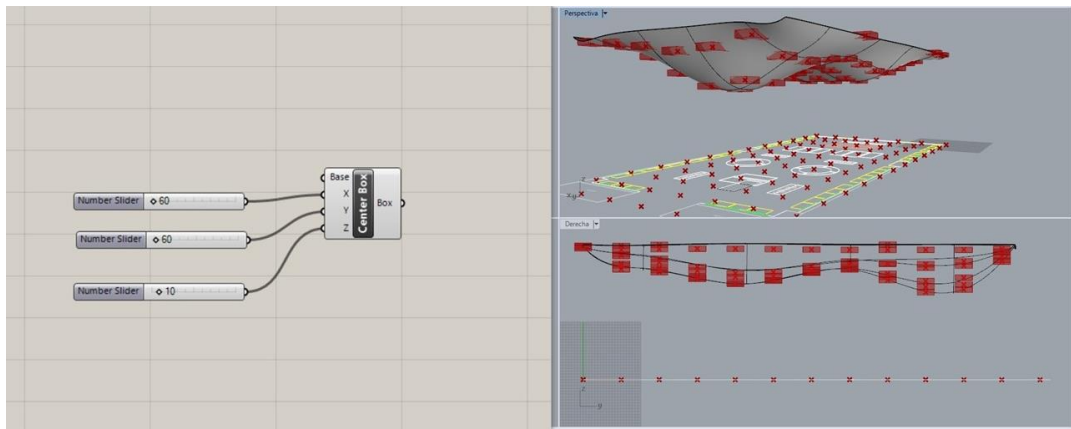 Perspectiva
Base
X
Y
Z
Center Box
Box
Number Slider 60
Number Slider 60
Number Slider 10
z
x y
Derecha
z
y